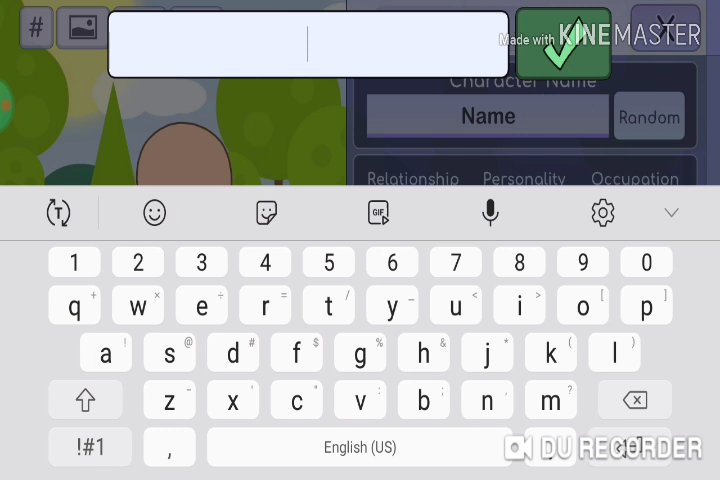 #
Made with KINEMASTER
Character Name
Name
Random
Relationship Personality Occupation
T
GIF
1 2 3 4 5 6 7 8 9 0
q + w × e ÷ r = t / y _ u < i > o [ p ]
a ! s @ d # f $ g % h & j * k ( l )
z - x ' c " v : b ; n , m ?
!#1 , English (US)
DU RECORDER